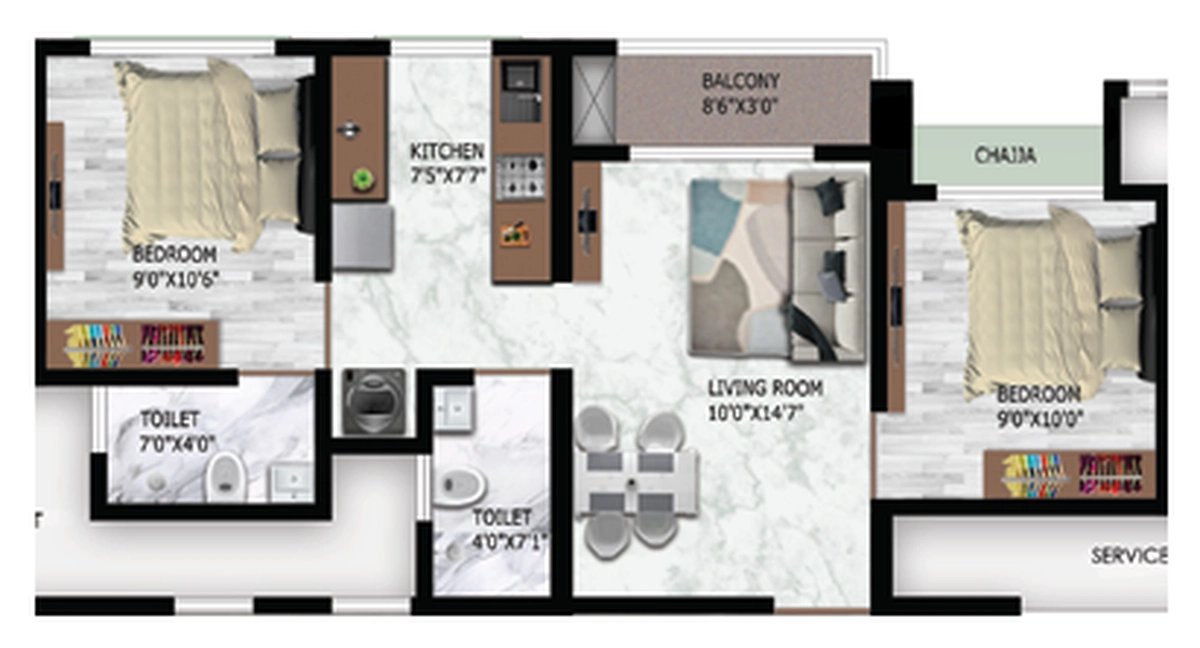 BALCONY
8'6"X3'0"
KITCHEN
7'5"X7'7"
CHAJJA
BEDROOM
9'0"X10'6"
LIVING ROOM
10'0"X14'7"
BEDROOM
9'0"X10'0"
TOILET
7'0"X4'0"
TOILET
4'0"X7'1"
T
SERVICE